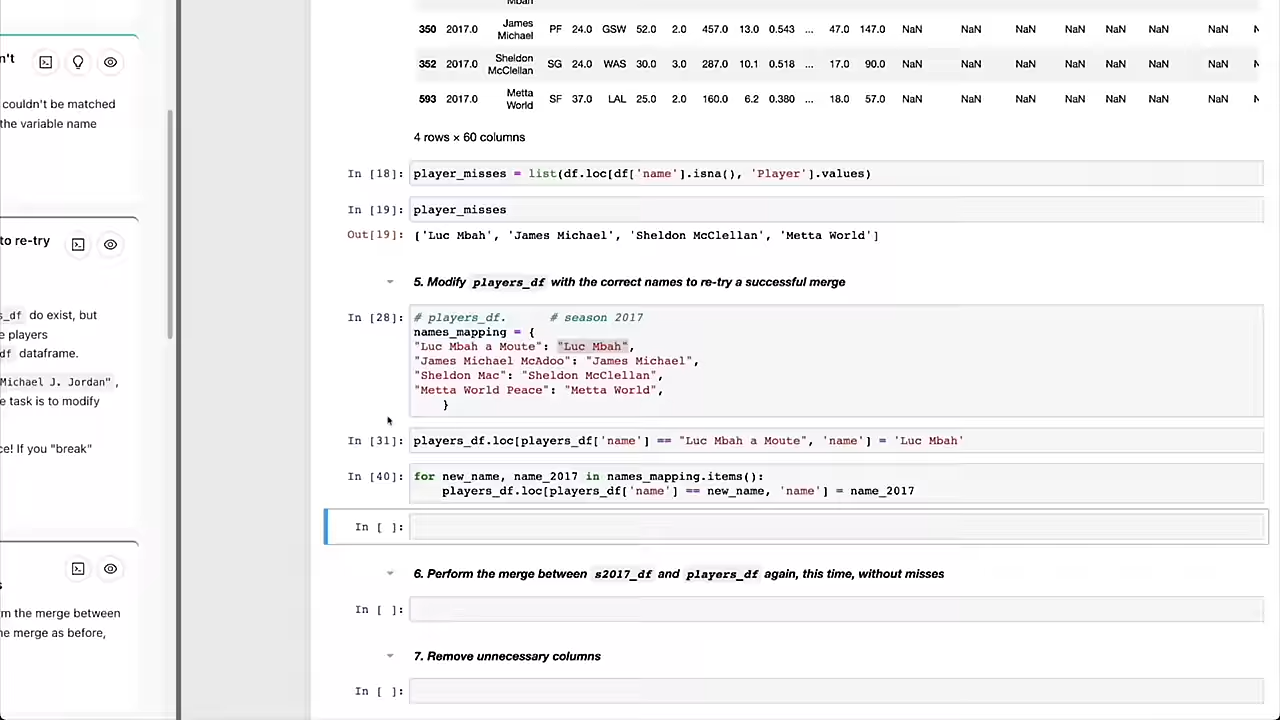 Mbah
350 2017.0 James Michael PF 24.0 GSW 52.0 2.0 457.0 13.0 0.543 ... 47.0 147.0 NaN NaN NaN NaN NaN NaN NaN
352 2017.0 Sheldon McClellan SG 24.0 WAS 30.0 3.0 287.0 10.1 0.518 ... 17.0 90.0 NaN NaN NaN NaN NaN NaN NaN
593 2017.0 Metta World SF 37.0 LAL 25.0 2.0 160.0 6.2 0.380 ... 18.0 57.0 NaN NaN NaN NaN NaN NaN NaN
4 rows × 60 columns
In [18]: player_misses = list(df.loc[df['name'].isna(), 'Player'].values)
In [19]: player_misses
Out[19]: ['Luc Mbah', 'James Michael', 'Sheldon McClellan', 'Metta World']
5. Modify players_df with the correct names to re-try a successful merge
In [28]: # players_df.      # season 2017
names_mapping = {
"Luc Mbah a Moute": "Luc Mbah",
"James Michael McAdoo": "James Michael",
"Sheldon Mac": "Sheldon McClellan",
"Metta World Peace": "Metta World",
}
In [31]: players_df.loc[players_df['name'] == "Luc Mbah a Moute", 'name'] = 'Luc Mbah'
In [40]: for new_name, name_2017 in names_mapping.items():
players_df.loc[players_df['name'] == new_name, 'name'] = name_2017
In [ ]:
6. Perform the merge between s2017_df and players_df again, this time, without misses
In [ ]:
7. Remove unnecessary columns
In [ ]:
n't
couldn't be matched
the variable name
to re-try
s_df do exist, but
e players
df dataframe.
Michael J. Jordan",
e task is to modify
ce! If you "break"
s
rm the merge between
he merge as before,